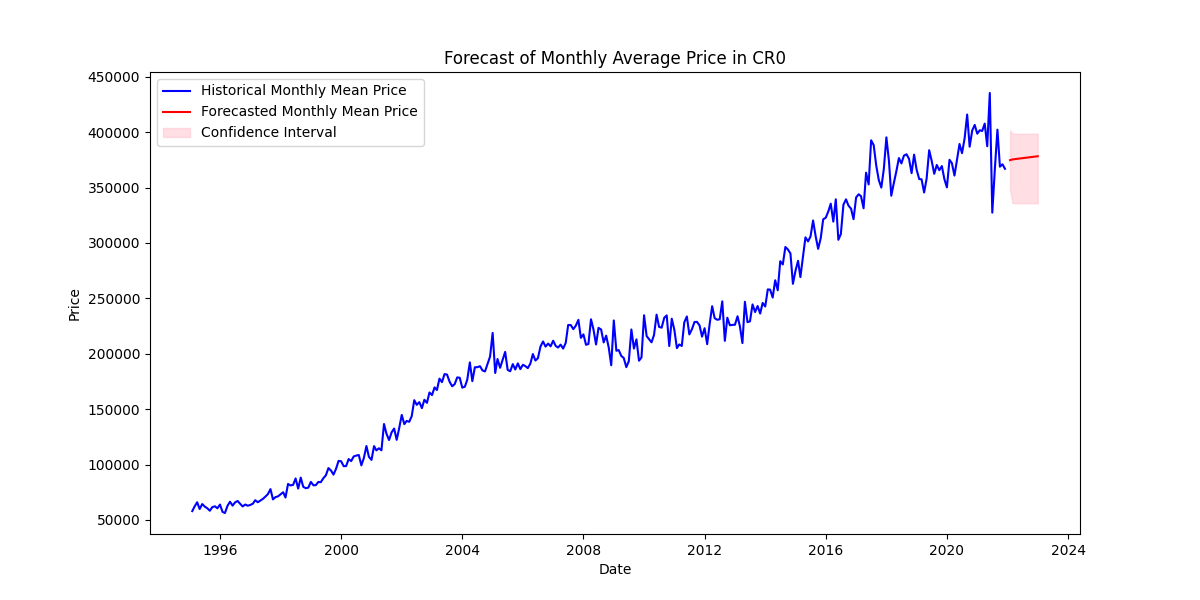 Forecast of Monthly Average Price in CR0
Historical Monthly Mean Price
Forecasted Monthly Mean Price
Confidence Interval
Price
450000
400000
350000
300000
250000
200000
150000
100000
50000
1996 2000 2004 2008 2012 2016 2020 2024
Date